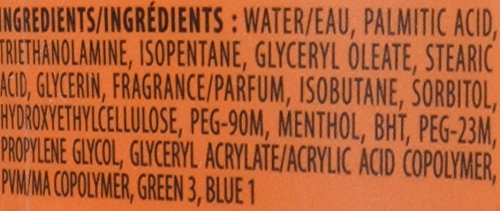 INGREDIENTS/INGRÉDIENTS : WATER/EAU, PALMITIC ACID,
TRIETHANOLAMINE, ISOPENTANE, GLYCERYL OLEATE, STEARIC
ACID, GLYCERIN, FRAGRANCE/PARFUM, ISOBUTANE, SORBITOL,
HYDROXYETHYLCELLULOSE, PEG-90M, MENTHOL, BHT, PEG-23M,
PROPYLENE GLYCOL, GLYCERYL ACRYLATE/ACRYLIC ACID COPOLYMER,
PVM/MA COPOLYMER, GREEN 3, BLUE 1